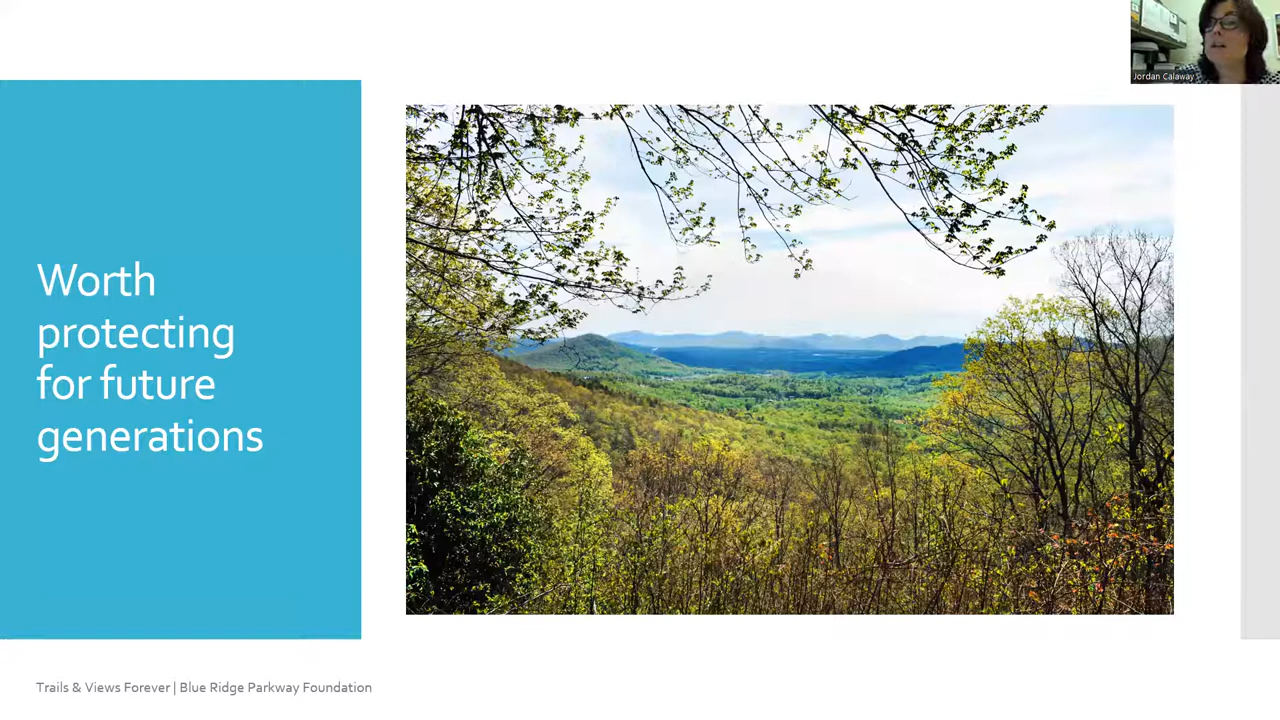 Jordan Calaway
Worth
protecting
for future
generations
Trails & Views Forever | Blue Ridge Parkway Foundation